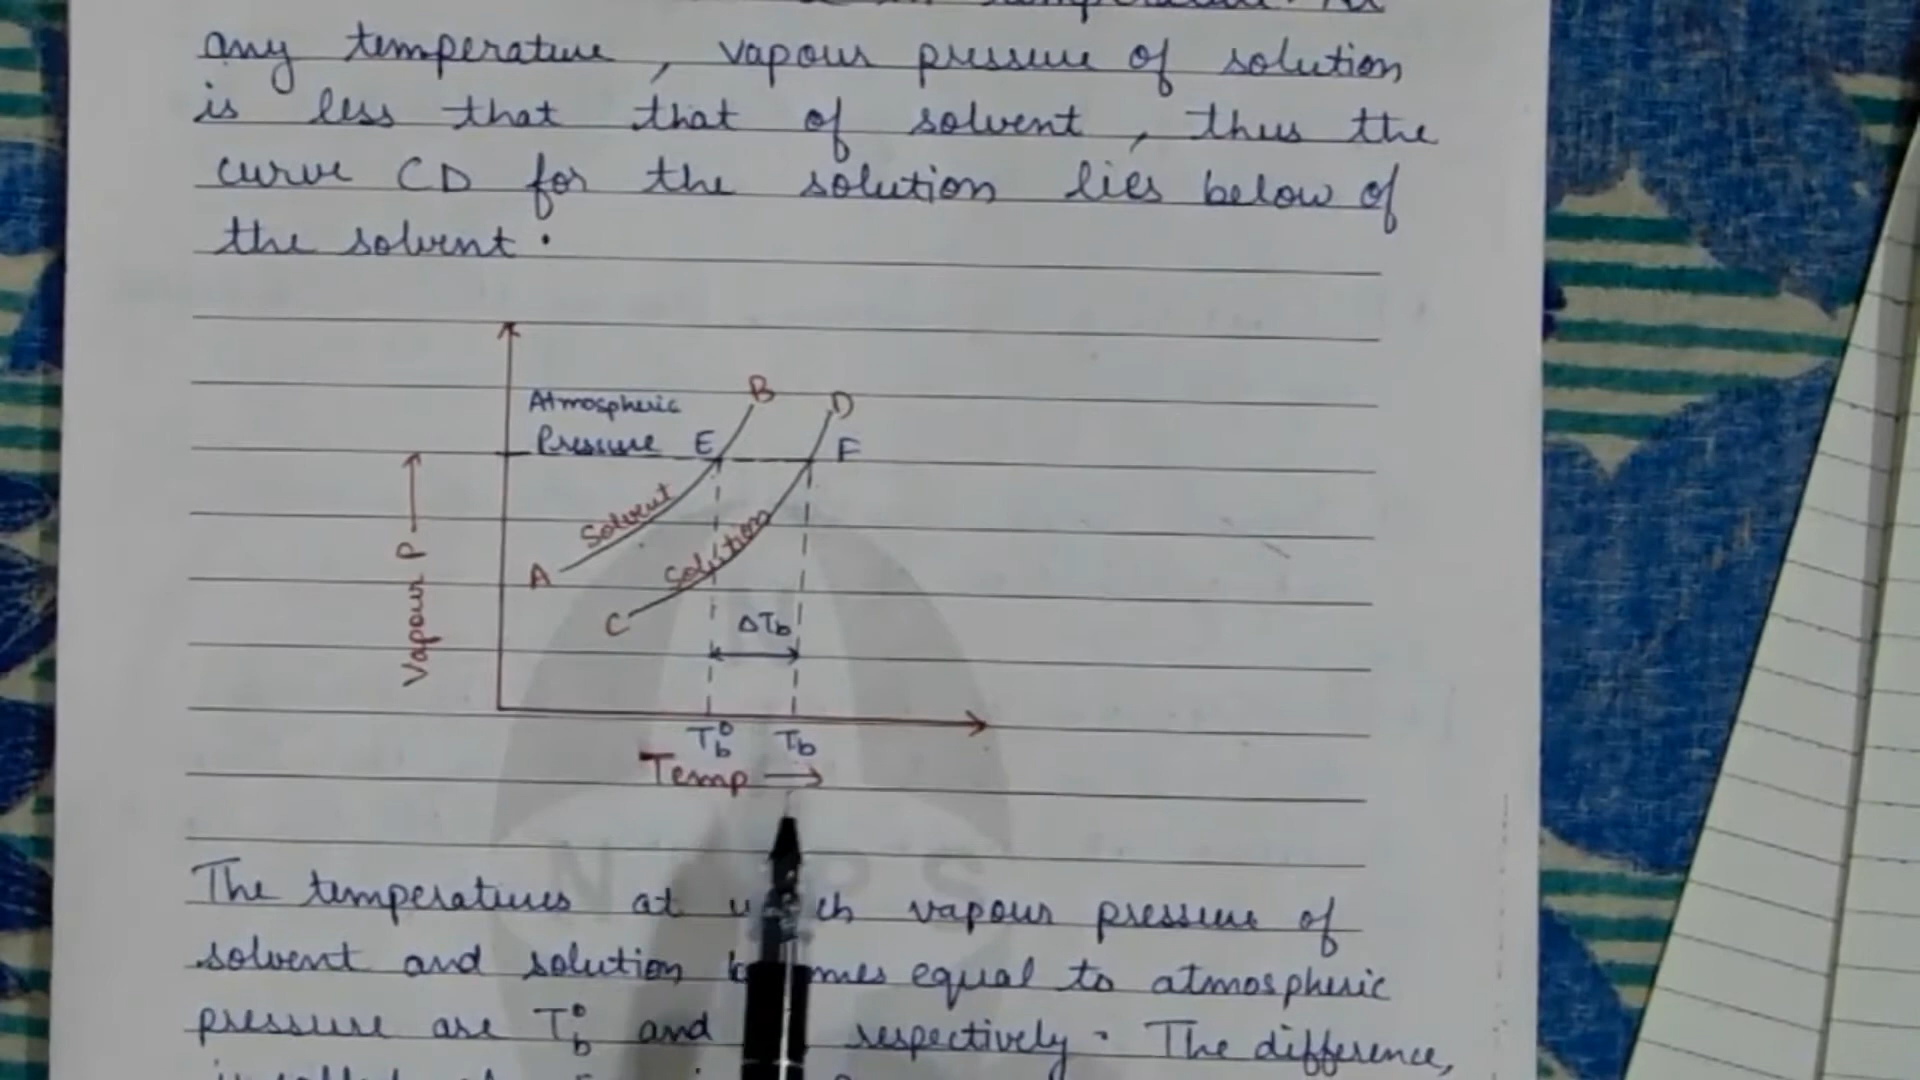 any temperature, vapour pressure of solution
is less that that of solvent, thus the
curve CD for the solution lies below of
the solvent.
B
D
Atmospheric
Pressure E F
Solvent
Solution
A
C
Vapour P
ΔTb
Tb° Tb
Temp
The temperatures at vapour pressure of
solvent and solution equal to atmospheric
pressure are Tb° and respectively. The difference,